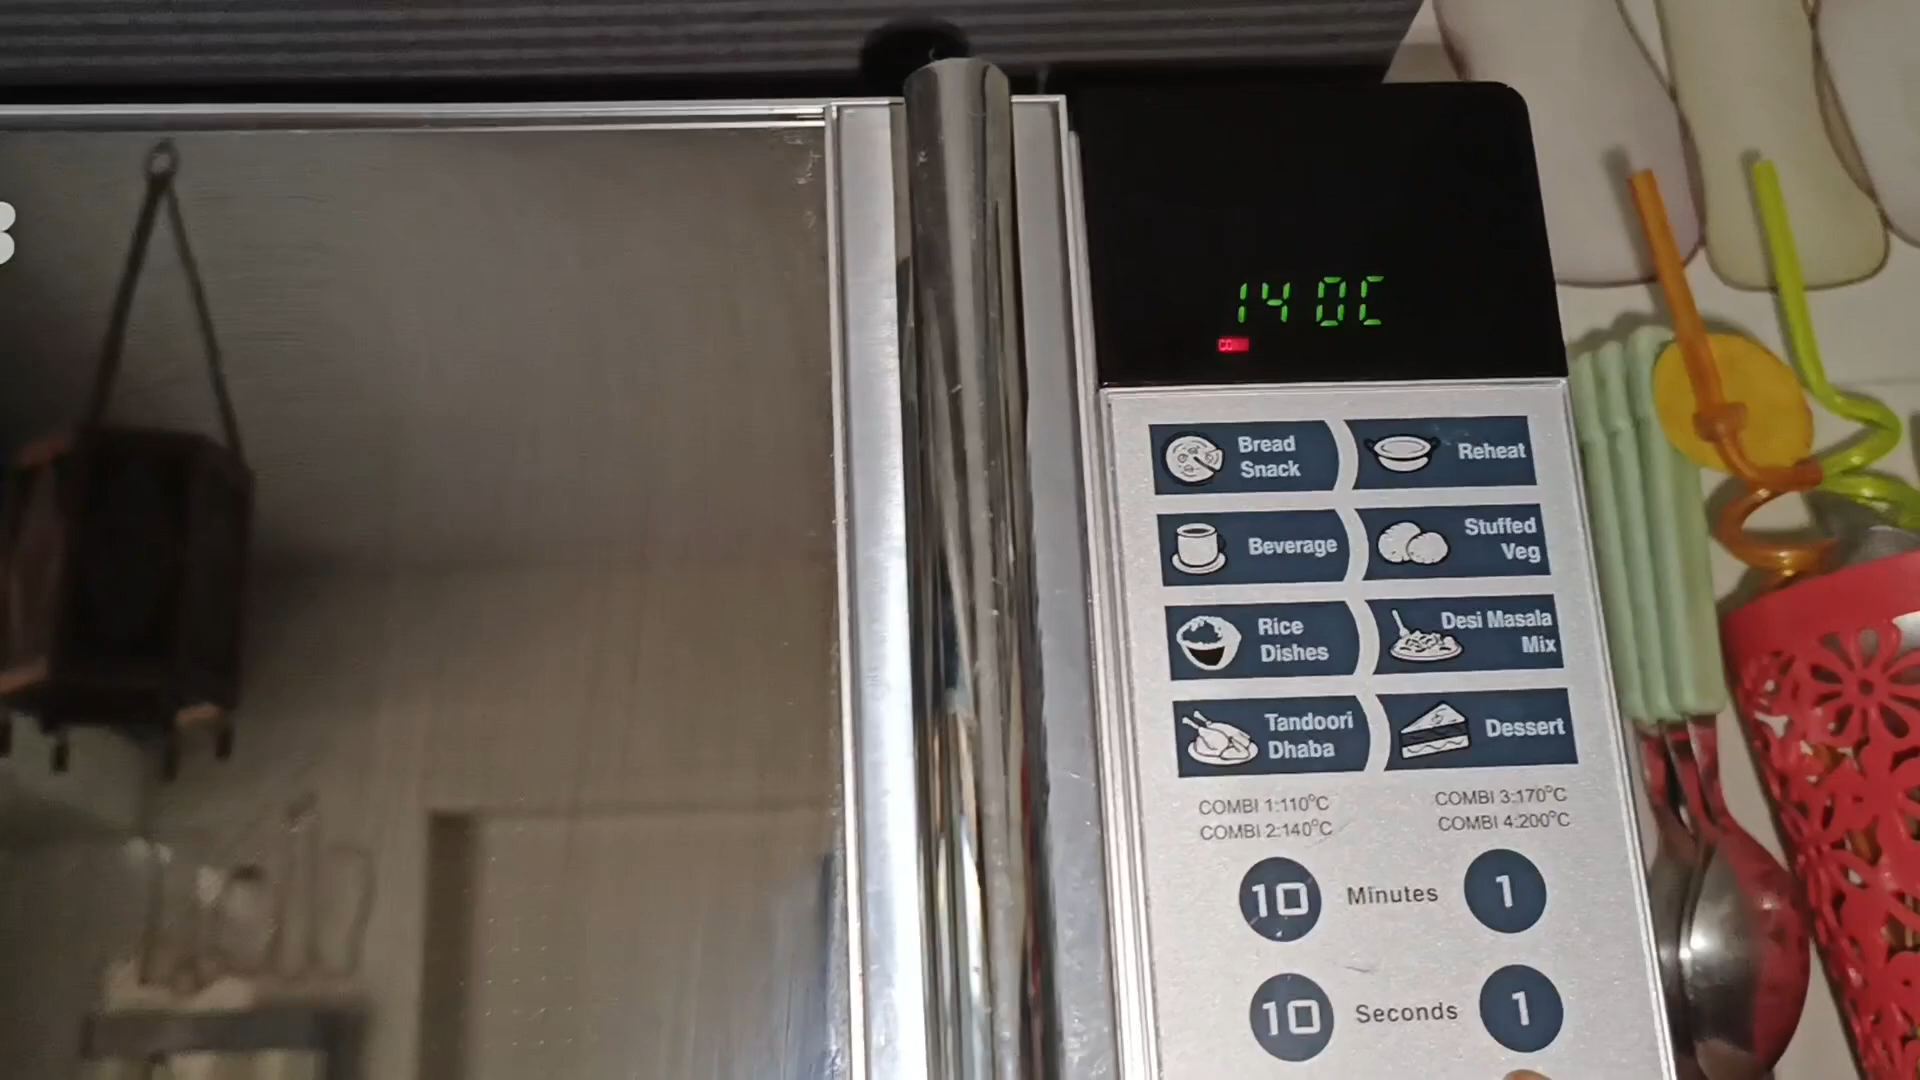 14 0C
Bread
Snack
Reheat
Beverage
Stuffed
Veg
Rice
Dishes
Desi Masala
Mix
Tandoori
Dhaba
Dessert
COMBI 1:110°C
COMBI 3:170°C
COMBI 2:140°C
COMBI 4:200°C
10 Minutes 1
10 Seconds 1